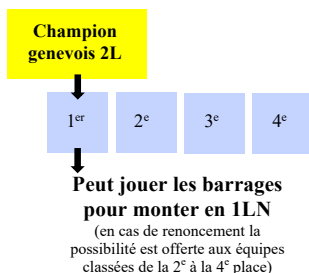 Champion
genevois 2L
1er 2e 3e 4e
Peut jouer les barrages
pour monter en 1LN
(en cas de renoncement la
possibilité est offerte aux équipes
classées de la 2e à la 4e place)